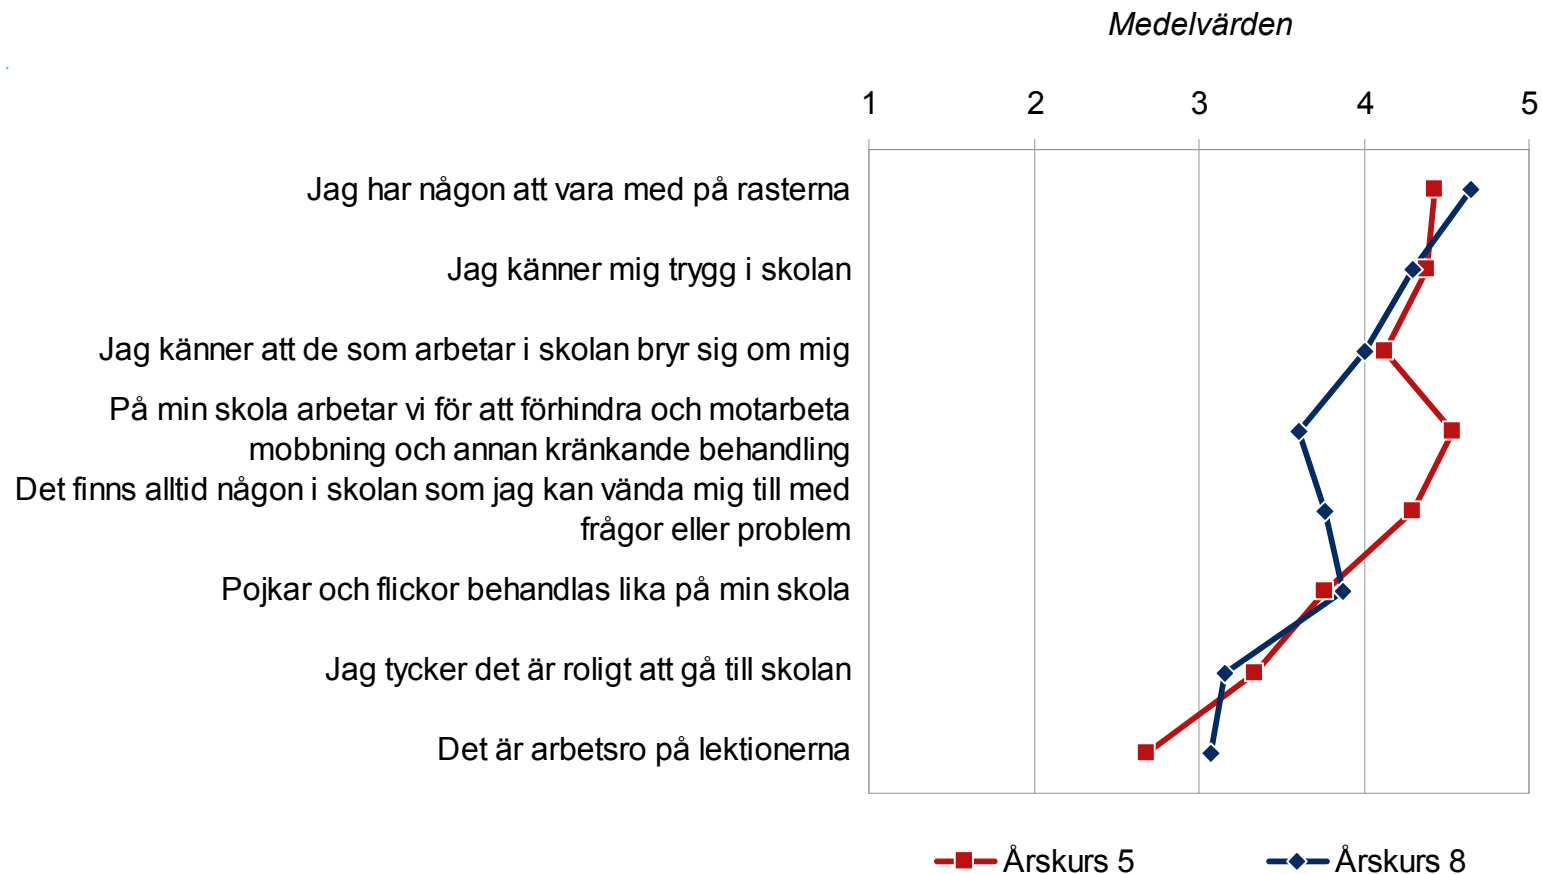 Medelvärden
1 2 3 4 5
Jag har någon att vara med på rasterna
Jag känner mig trygg i skolan
Jag känner att de som arbetar i skolan bryr sig om mig
På min skola arbetar vi för att förhindra och motarbeta
mobbning och annan kränkande behandling
Det finns alltid någon i skolan som jag kan vända mig till med
frågor eller problem
Pojkar och flickor behandlas lika på min skola
Jag tycker det är roligt att gå till skolan
Det är arbetsro på lektionerna
Årskurs 5 Årskurs 8